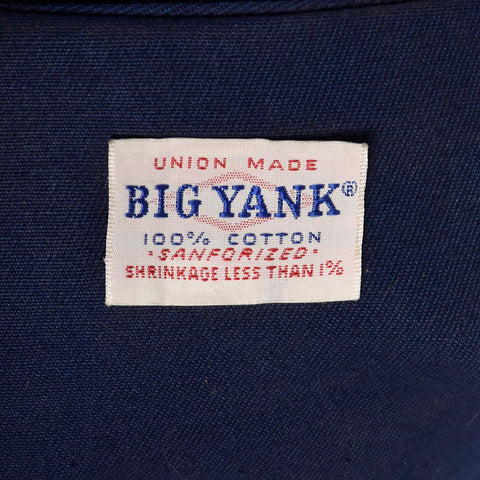 UNION MADE
BIG YANK®
100% COTTON
"SANFORIZED"
SHRINKAGE LESS THAN 1%